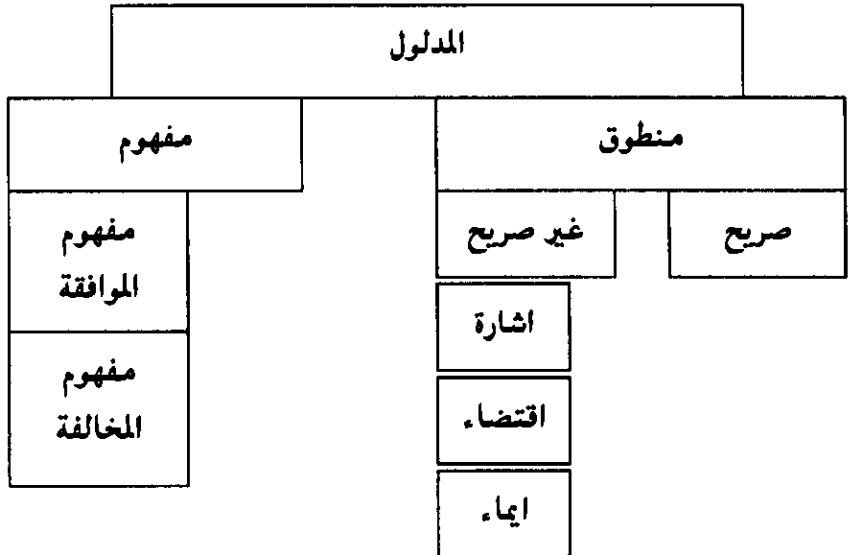 المدلول
منطوق
مفهوم
صريح
غير صريح
مفهوم
الموافقة
اشارة
مفهوم
المخالفة
اقتضاء
ايماء